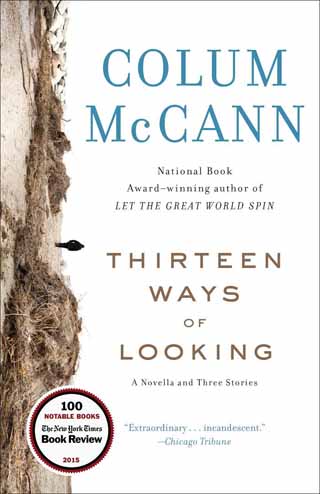 COLUM
McCANN
National Book
Award–winning author of
LET THE GREAT WORLD SPIN
THIRTEEN
WAYS
OF
LOOKING
A Novella and Three Stories
100
NOTABLE BOOKS
The New York Times
Book Review
2015
“Extraordinary . . . incandescent.”
—Chicago Tribune